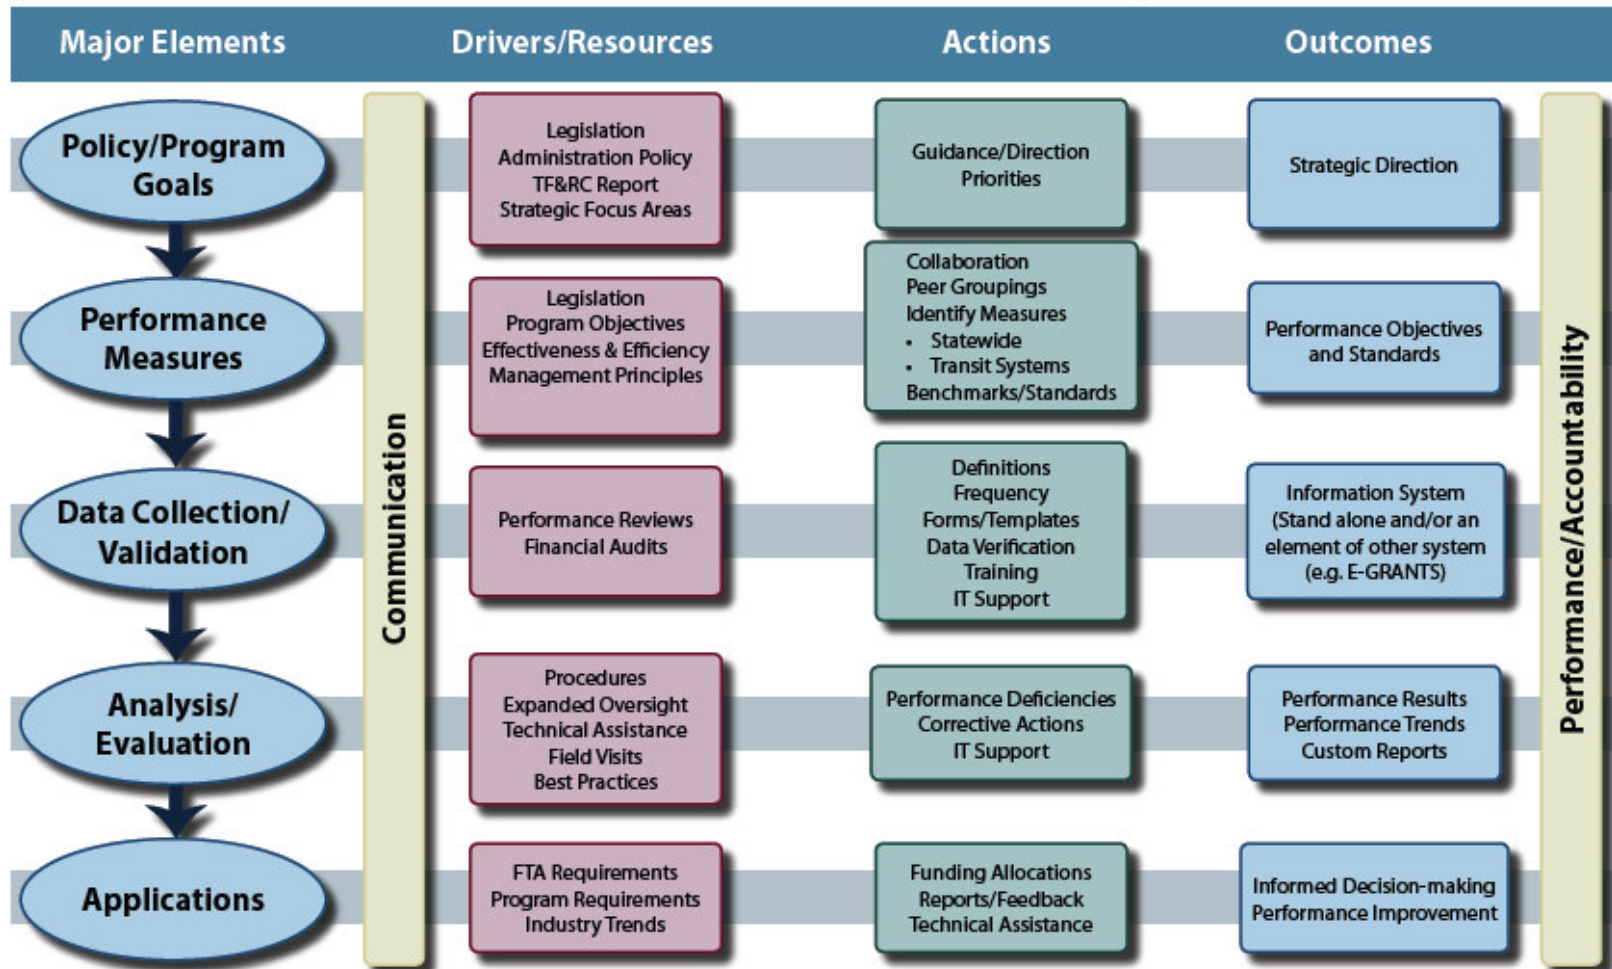 Major Elements
Drivers/Resources
Actions
Outcomes
Policy/Program
Goals
Legislation
Administration Policy
TF&RC Report
Strategic Focus Areas
Guidance/Direction
Priorities
Strategic Direction
Performance
Measures
Legislation
Program Objectives
Effectiveness & Efficiency
Management Principles
Collaboration
Peer Groupings
Identify Measures
• Statewide
• Transit Systems
Benchmarks/Standards
Performance Objectives
and Standards
Data Collection/
Validation
Performance Reviews
Financial Audits
Definitions
Frequency
Forms/Templates
Data Verification
Training
IT Support
Information System
(Stand alone and/or an
element of other system
(e.g. E-GRANTS)
Analysis/
Evaluation
Procedures
Expanded Oversight
Technical Assistance
Field Visits
Best Practices
Performance Deficiencies
Corrective Actions
IT Support
Performance Results
Performance Trends
Custom Reports
Applications
FTA Requirements
Program Requirements
Industry Trends
Funding Allocations
Reports/Feedback
Technical Assistance
Informed Decision-making
Performance Improvement
Communication
Performance/Accountability